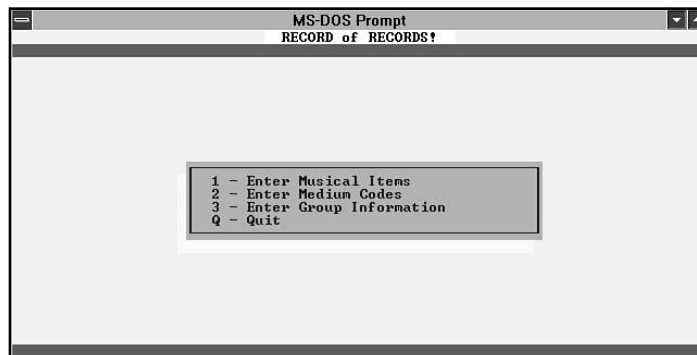 MS-DOS Prompt
RECORD of RECORDS!
1 - Enter Musical Items
2 - Enter Medium Codes
3 - Enter Group Information
Q - Quit